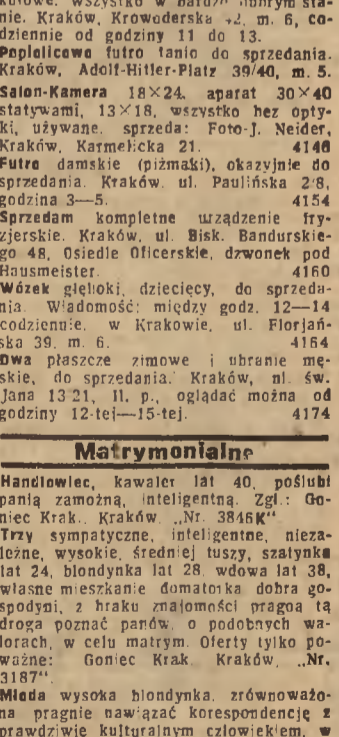 kułowe. wszystko w bardzo dobrym sta-
nie. Kraków, Krowoderska 42, m. 6, co-
dziennie od godziny 11 do 13.
Popielicowe futro tanio do sprzedania.
Kraków, Adolf-Hitler-Platz 39/40, m. 5.
Salon-Kamera 18×24, aparat 30×40
statywami, 13×18, wszystko bez opty-
ki, używane. sprzeda: Foto-J. Neider,
Kraków, Karmelicka 21. 4146
Futro damskie (piżmaki), okazyjnie do
sprzedania. Kraków. ul. Paulińska 2/8,
godzina 3—5. 4154
Sprzedam kompletne urządzenie fry-
zjerskie. Kraków, ul. Bisk. Bandurskie-
go 48, Osiedle Oficerskie, dzwonek pod
Hausmeister. 4160
Wózek głęboki, dziecięcy, do sprzeda-
nia. Wiadomość: między godz. 12—14
codziennie, w Krakowie, ul. Florjań-
ska 39, m. 6. 4164
Dwa płaszcze zimowe i ubranie mę-
skie, do sprzedania. Kraków, ul. św.
Jana 13/21, II. p., oglądać można od
godziny 12-tej—15-tej. 4174
Matrymonialne
Handlowiec, kawaler lat 40, poślubi
panią zamożną, inteligentną. Zgł.: Go-
niec Krak., Kraków. „Nr. 3846K"
Trzy sympatyczne, inteligentne, nieza-
leżne, wysokie, średniej tuszy, szatynka
lat 24, blondynka lat 28, wdowa lat 38,
własne mieszkanie domatorka dobra go-
spodyni, z braku znajomości pragną tą
drogą poznać panów, o podobnych wa-
lorach, w celu matrym. Oferty tylko po-
ważne: Goniec Krak. Kraków, „Nr.
3187".
Młoda wysoka blondynka, zrównoważo-
na pragnie nawiązać korespondencję z
prawdziwie kulturalnym człowiekiem, w